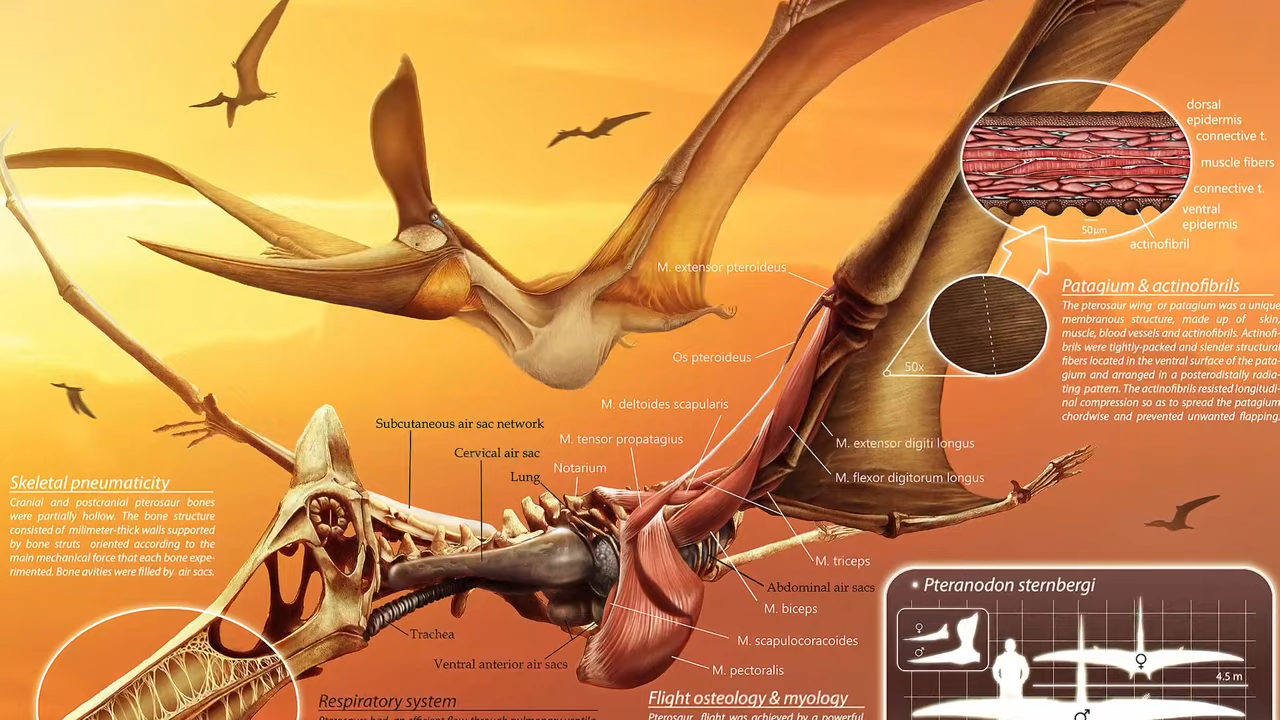 dorsal
epidermis
connective t.
muscle fibers
connective t.
ventral
epidermis
50µm
actinofibril
M. extensor pteroideus
Os pteroideus
50x
Patagium & actinofibrils
The pterosaur wing or patagium was a unique
membranous structure, made up of skin,
muscle, blood vessels and actinofibrils. Actinofi-
brils were tightly-packed and slender structural
fibers located in the ventral surface of the pata-
gium and arranged in a posterodistally radia-
ting pattern. The actinofibrils resisted longitudi-
nal compression so as to spread the patagium
chordwise and prevented unwanted flapping.
M. deltoides scapularis
Subcutaneous air sac network
M. tensor propatagius
Cervical air sac
Notarium
Lung
M. extensor digiti longus
M. flexor digitorum longus
Skeletal pneumaticity
Cranial and postcranial pterosaur bones
were partially hollow. The bone structure
consisted of milimeter-thick walls supported
by bone struts oriented according to the
main mechanical force that each bone expe-
rimented. Bone avities were filled by air sacs.
M. triceps
Abdominal air sacs
M. biceps
Trachea
M. scapulocoracoides
Ventral anterior air sacs
M. pectoralis
• Pteranodon sternbergi
♀
♂
♀
4.5 m
♂
Respiratory system
Flight osteology & myology
Pterosaur flight was achieved by a powerful